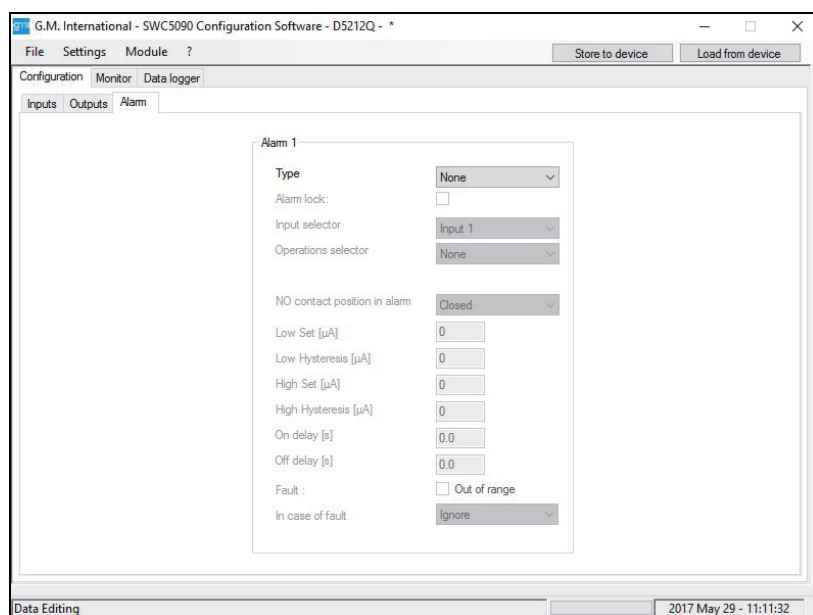 gmi G.M. International - SWC5090 Configuration Software - D5212Q - *
File Settings Module ? Store to device Load from device
Configuration Monitor Data logger
Inputs Outputs Alarm
Alarm 1
Type None
Alarm lock:
Input selector Input 1
Operations selector None
NO contact position in alarm Closed
Low Set [µA] 0
Low Hysteresis [µA] 0
High Set [µA] 0
High Hysteresis [µA] 0
On delay [s] 0.0
Off delay [s] 0.0
Fault : Out of range
In case of fault Ignore
Data Editing 2017 May 29 - 11:11:32